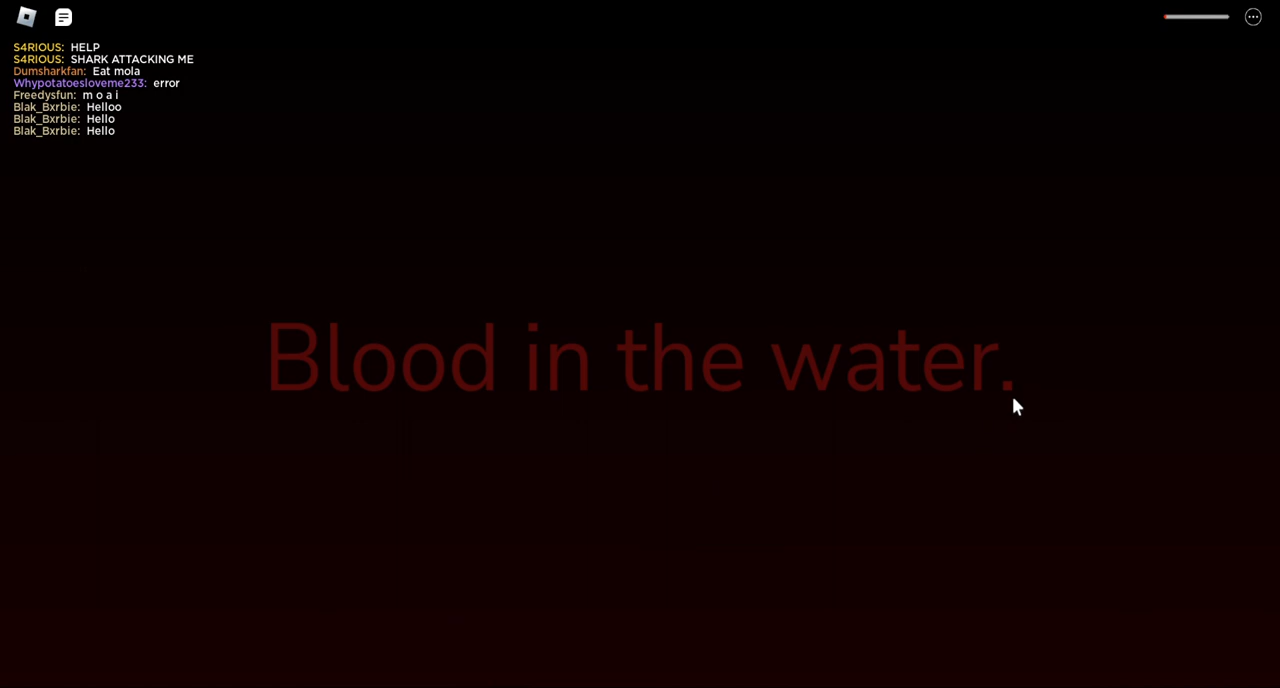 S4RIOUS: HELP
S4RIOUS: SHARK ATTACKING ME
Dumsharkfan: Eat mola
Whypotatoesloveme233: error
Freedysfun: m o a i
Blak_Bxrbie: Helloo
Blak_Bxrbie: Hello
Blak_Bxrbie: Hello
Blood in the water.